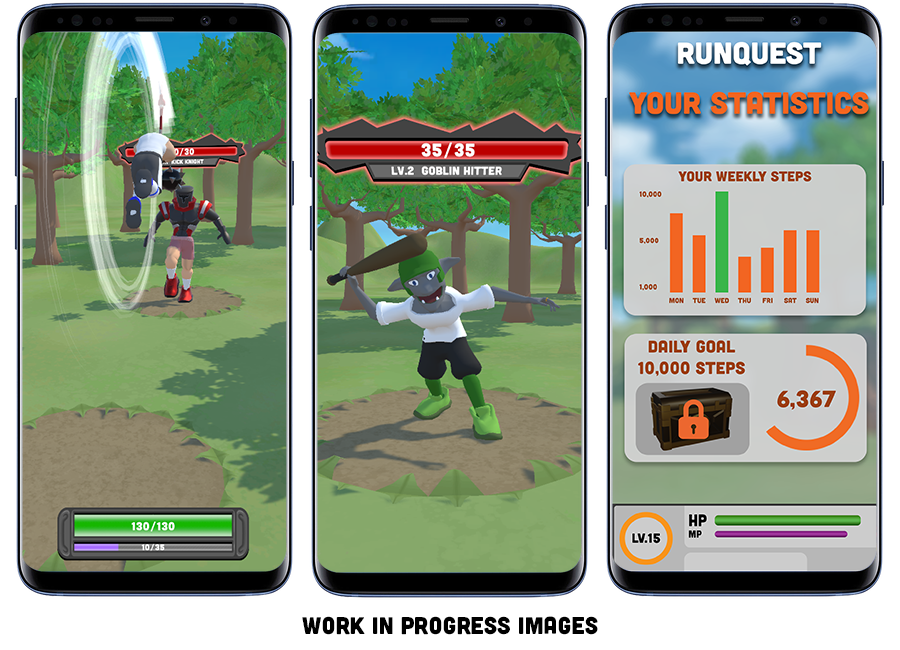 0/30
KICK KNIGHT
130/130
10/35
35/35
LV.2 GOBLIN HITTER
RUNQUEST
YOUR STATISTICS
YOUR WEEKLY STEPS
10,000
5,000
1,000
MON TUE WED THU FRI SAT SUN
DAILY GOAL
10,000 STEPS
6,367
LV.15
HP
MP
WORK IN PROGRESS IMAGES